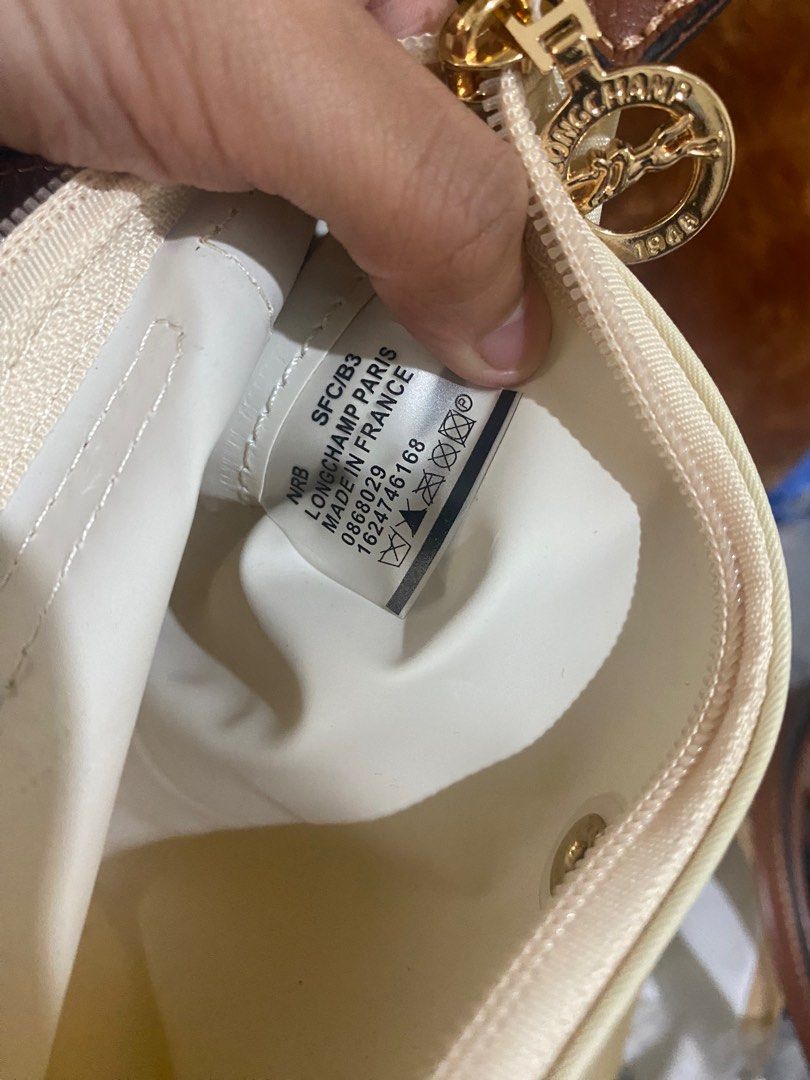 LONGCHAMP
1948
NRB SFC/B3
LONGCHAMP PARIS
MADE IN FRANCE
0868029
1624746168
P